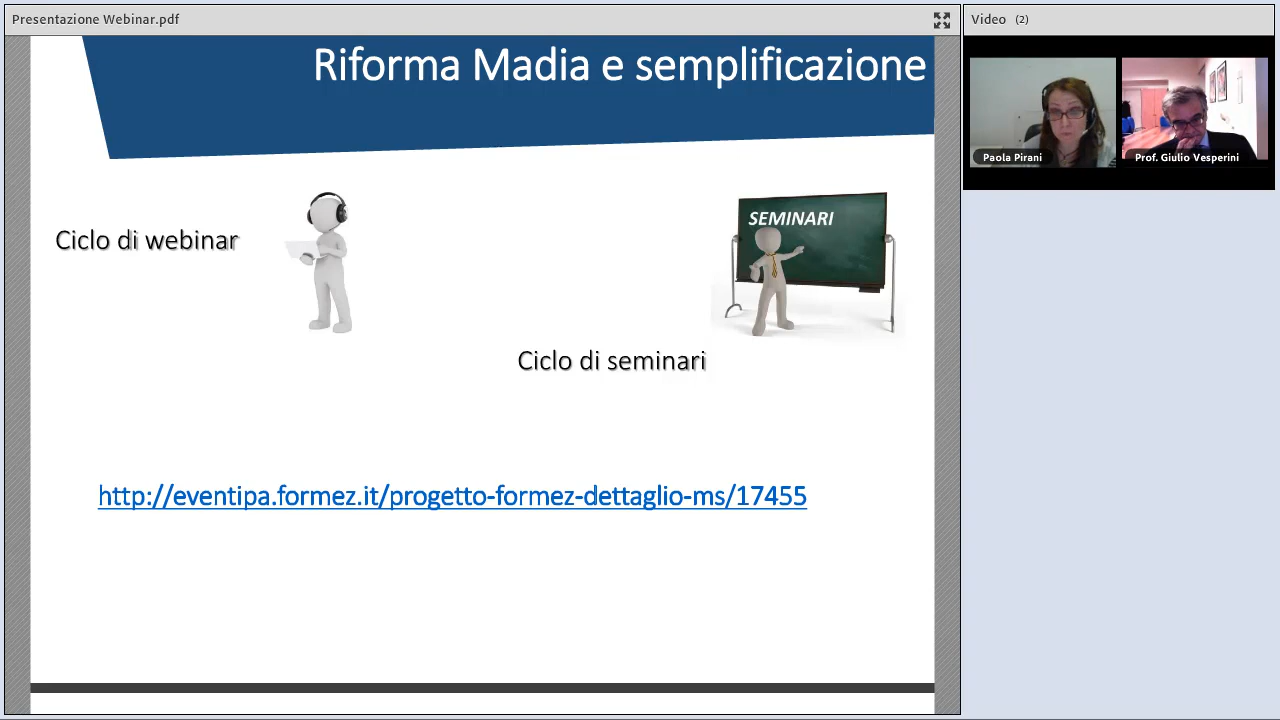 Presentazione Webinar.pdf
Video (2)
Riforma Madia e semplificazione
Paola Pirani
Prof. Giulio Vesperini
SEMINARI
Ciclo di webinar
Ciclo di seminari
http://eventipa.formez.it/progetto-formez-dettaglio-ms/17455